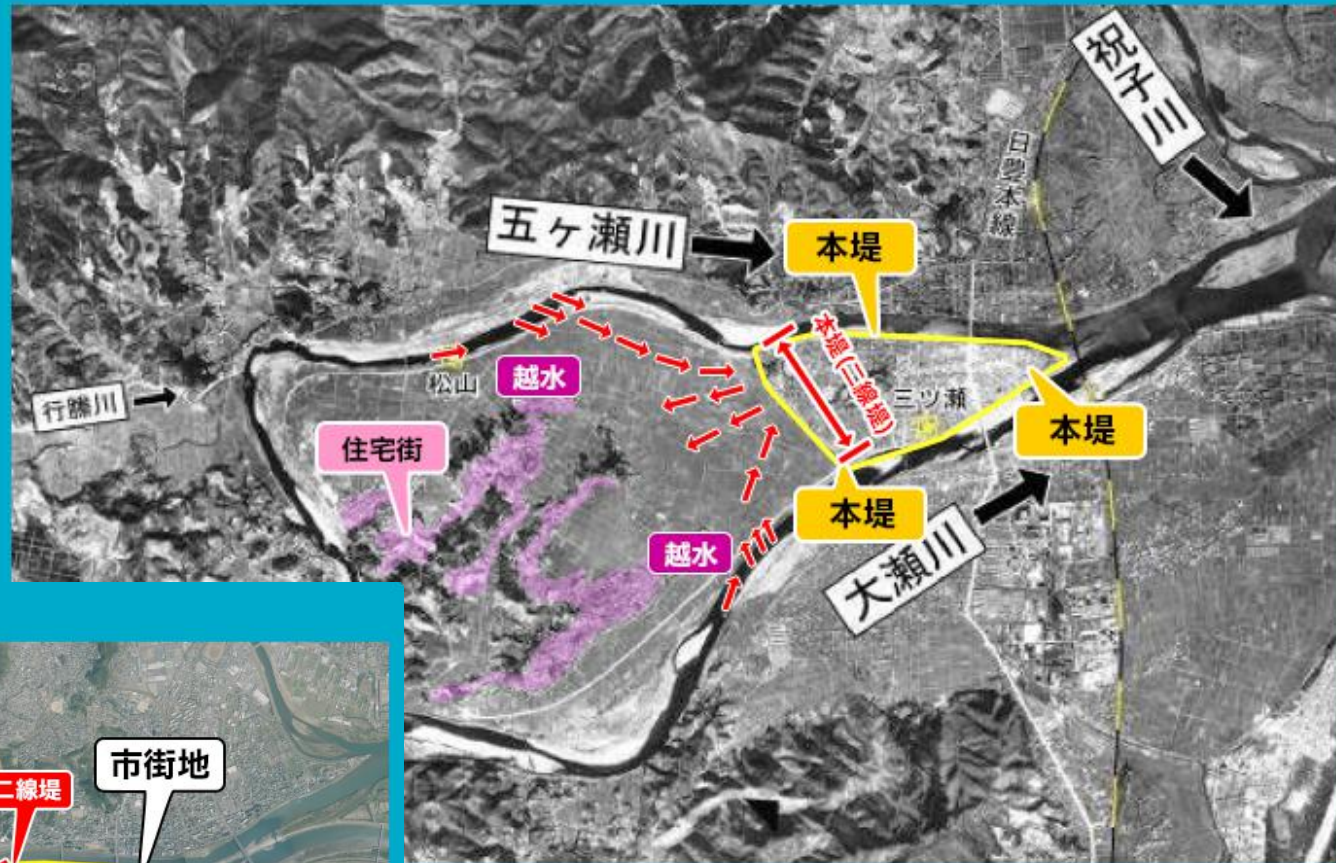 祝子川
日豊本線
五ヶ瀬川
本堤
本堤(二線堤)
松山
越水
行縢川
三ツ瀬
住宅街
本堤
本堤
越水
大瀬川
市街地
二線堤